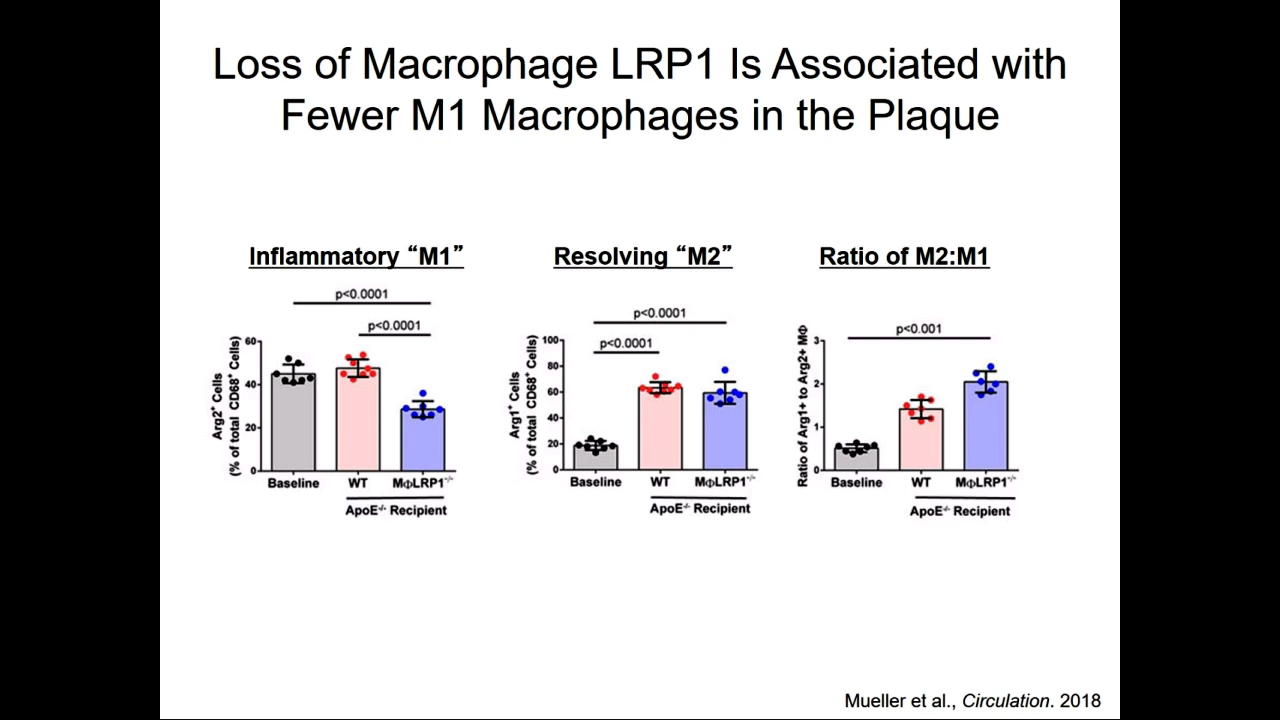 Loss of Macrophage LRP1 Is Associated with
Fewer M1 Macrophages in the Plaque
Inflammatory “M1”
p<0.0001
p<0.0001
Arg2⁺ Cells
(% of total CD68⁺ Cells)
60
40
20
0
Baseline
WT
MΦLRP1⁻/⁻
ApoE⁻/⁻ Recipient
Resolving “M2”
p<0.0001
p<0.0001
Arg1⁺ Cells
(% of total CD68⁺ Cells)
100
80
60
40
20
0
Baseline
WT
MΦLRP1⁻/⁻
ApoE⁻/⁻ Recipient
Ratio of M2:M1
p<0.001
Ratio of Arg1+ to Arg2+ MΦ
3
2
1
0
Baseline
WT
MΦLRP1⁻/⁻
ApoE⁻/⁻ Recipient
Mueller et al., Circulation. 2018